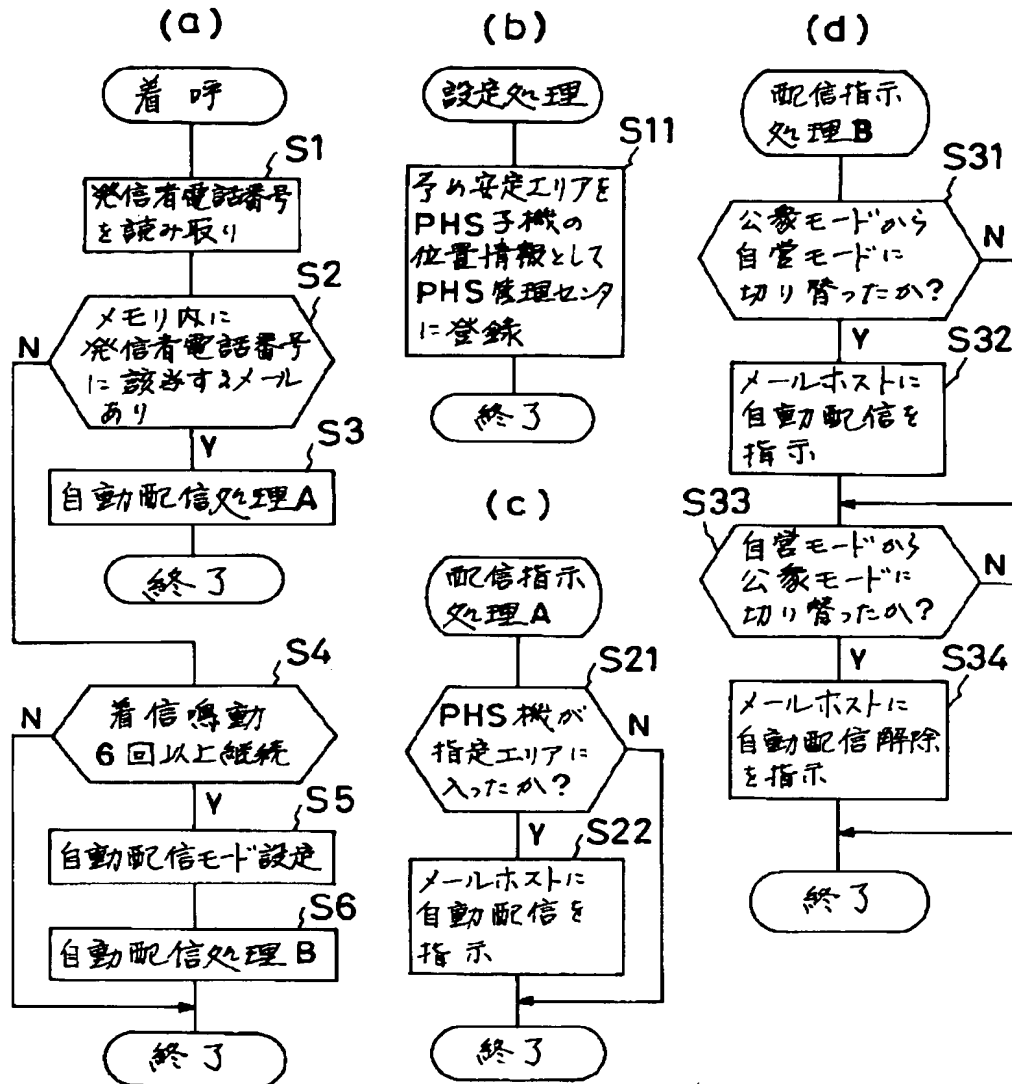 (a)
着呼
S1
発信者電話番号
を読み取り
S2
メモリ内に
発信者電話番号
に該当するメール
あり
N
Y
S3
自動配信処理A
終了
S4
着信鳴動
6回以上継続
N
Y
S5
自動配信モード設定
S6
自動配信処理B
終了
(b)
設定処理
S11
予め安定エリアを
PHS子機の
位置情報として
PHS管理センタ
に登録
終了
(c)
配信指示
処理A
S21
PHS機が
指定エリアに
入ったか?
N
Y
S22
メールホストに
自動配信を
指示
終了
(d)
配信指示
処理B
S31
公衆モードから
自営モードに
切り替ったか?
N
Y
S32
メールホストに
自動配信を
指示
S33
自営モードから
公衆モードに
切り替ったか?
N
Y
S34
メールホストに
自動配信解除
を指示
終了